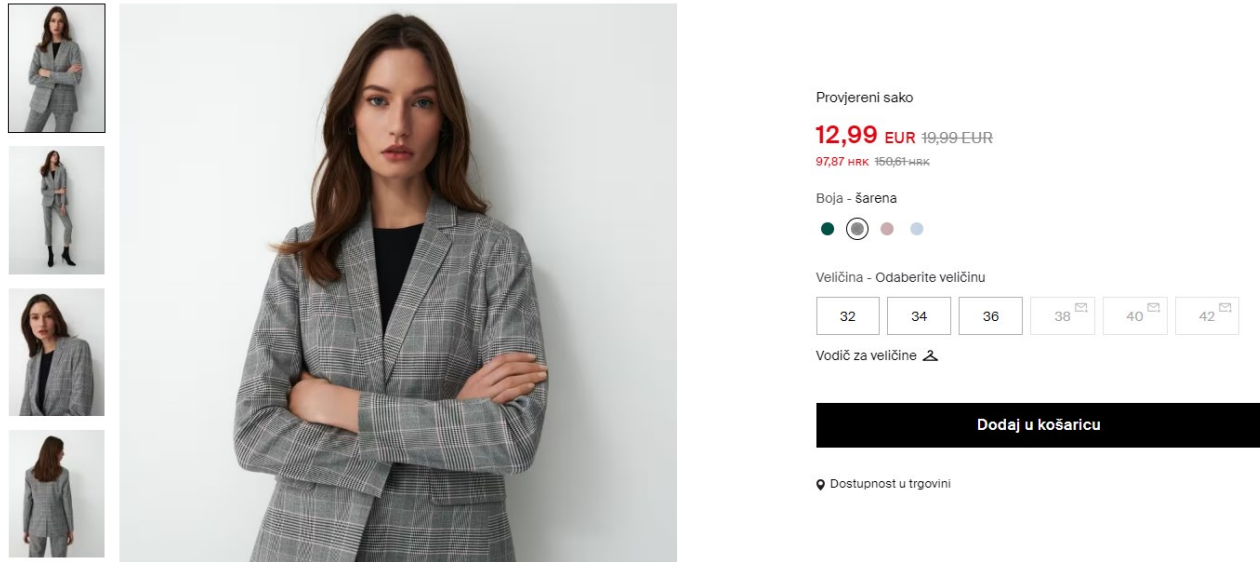 Provjereni sako
12,99 EUR 19,99 EUR
97,87 HRK 150,61 HRK
Boja - šarena
Veličina - Odaberite veličinu
32 34 36 38 40 42
Vodič za veličine
Dodaj u košaricu
Dostupnost u trgovini